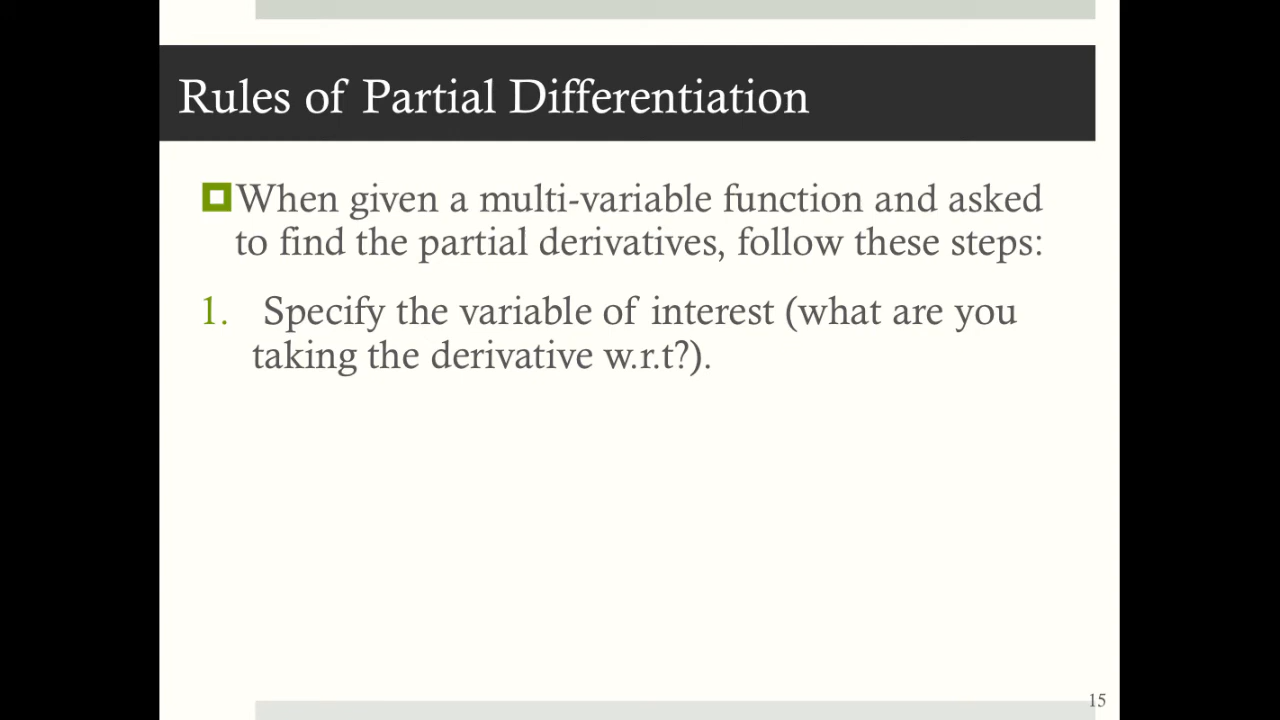 Rules of Partial Differentiation
When given a multi-variable function and asked
to find the partial derivatives, follow these steps:
1. Specify the variable of interest (what are you
taking the derivative w.r.t?).
15